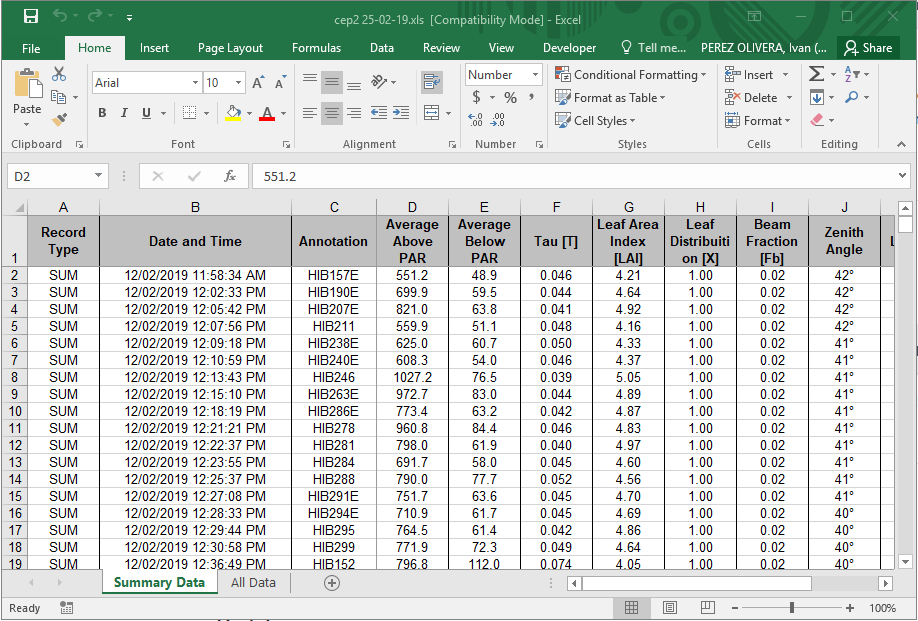 cep2 25-02-19.xls [Compatibility Mode] - Excel
File Home Insert Page Layout Formulas Data Review View Developer Tell me... PEREZ OLIVERA, Ivan (... Share
Arial 10 A A Number Conditional Formatting Insert Σ A Z
Paste B I U A $ % , Format as Table Delete
.00 .0 Cell Styles Format
Clipboard Font Alignment Number Styles Cells Editing
D2 fx 551.2
A B C D E F G H I J
1 Record Type Date and Time Annotation Average Above PAR Average Below PAR Tau [T] Leaf Area Index [LAI] Leaf Distribuiti on [X] Beam Fraction [Fb] Zenith Angle
2 SUM 12/02/2019 11:58:34 AM HIB157E 551.2 48.9 0.046 4.21 1.00 0.02 42°
3 SUM 12/02/2019 12:02:33 PM HIB190E 699.9 59.5 0.044 4.64 1.00 0.02 42°
4 SUM 12/02/2019 12:05:42 PM HIB207E 821.0 63.8 0.041 4.92 1.00 0.02 42°
5 SUM 12/02/2019 12:07:56 PM HIB211 559.9 51.1 0.048 4.16 1.00 0.02 42°
6 SUM 12/02/2019 12:09:18 PM HIB238E 625.0 60.7 0.050 4.33 1.00 0.02 41°
7 SUM 12/02/2019 12:10:59 PM HIB240E 608.3 54.0 0.046 4.37 1.00 0.02 41°
8 SUM 12/02/2019 12:13:43 PM HIB246 1027.2 76.5 0.039 5.05 1.00 0.02 41°
9 SUM 12/02/2019 12:15:10 PM HIB263E 972.7 83.0 0.044 4.89 1.00 0.02 41°
10 SUM 12/02/2019 12:18:19 PM HIB286E 773.4 63.2 0.042 4.87 1.00 0.02 41°
11 SUM 12/02/2019 12:21:21 PM HIB278 960.8 84.4 0.046 4.83 1.00 0.02 41°
12 SUM 12/02/2019 12:22:37 PM HIB281 798.0 61.9 0.040 4.97 1.00 0.02 41°
13 SUM 12/02/2019 12:23:55 PM HIB284 691.7 58.0 0.045 4.60 1.00 0.02 41°
14 SUM 12/02/2019 12:25:37 PM HIB288 790.0 77.7 0.052 4.56 1.00 0.02 41°
15 SUM 12/02/2019 12:27:08 PM HIB291E 751.7 63.6 0.045 4.70 1.00 0.02 41°
16 SUM 12/02/2019 12:28:33 PM HIB294E 710.9 61.7 0.045 4.69 1.00 0.02 40°
17 SUM 12/02/2019 12:29:44 PM HIB295 764.5 61.4 0.042 4.86 1.00 0.02 40°
18 SUM 12/02/2019 12:30:58 PM HIB299 771.9 72.3 0.049 4.64 1.00 0.02 40°
19 SUM 12/02/2019 12:36:49 PM HIB152 796.8 112.0 0.074 4.05 1.00 0.02 40°
Summary Data All Data
Ready 100%